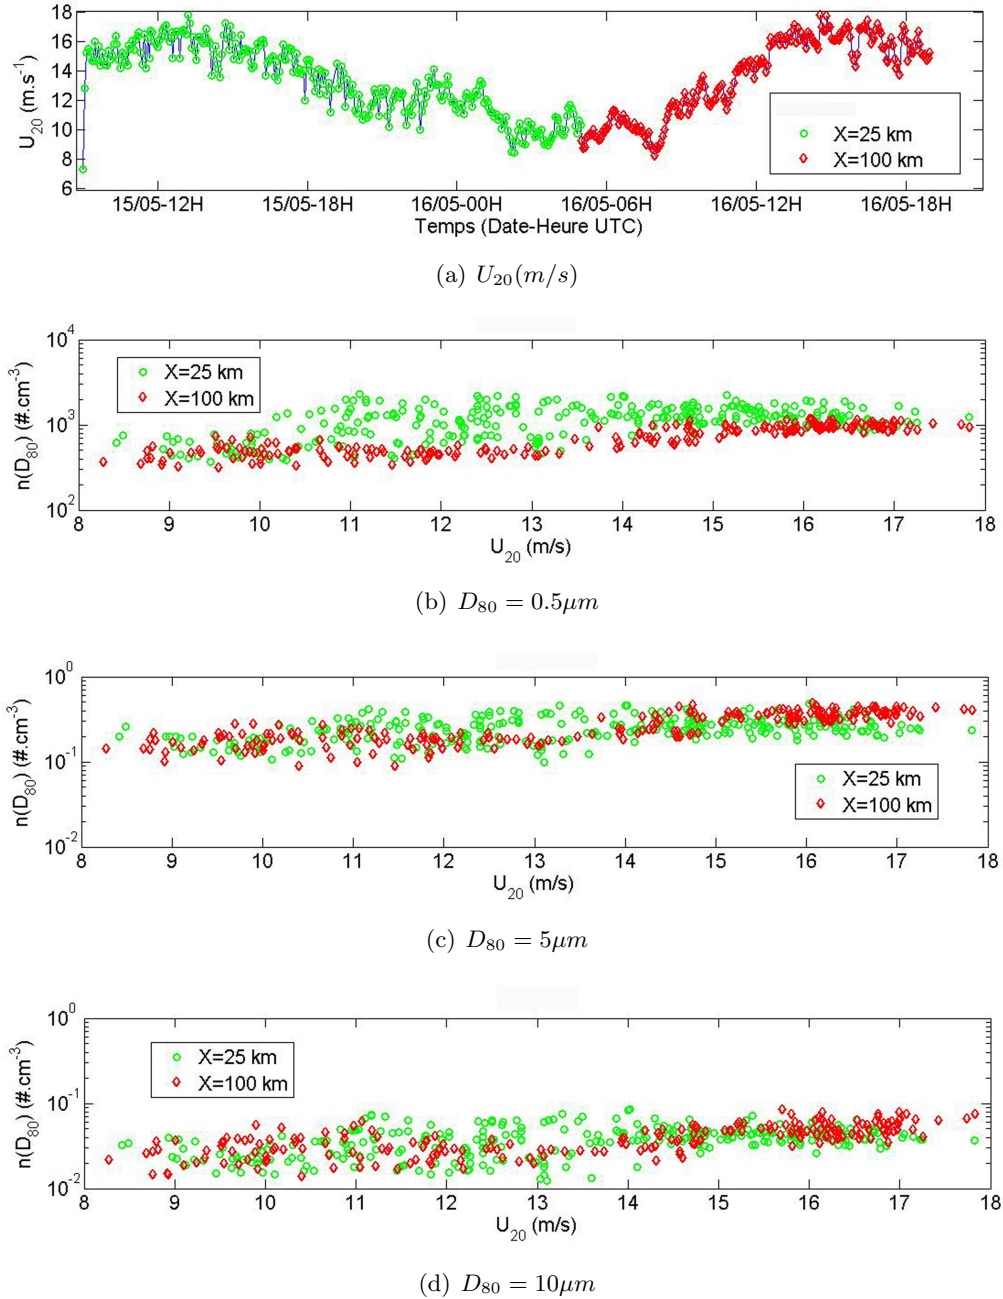 18
16
14
12
10
8
6
U20 (m.s-1)
X=25 km
X=100 km
15/05-12H 15/05-18H 16/05-00H 16/05-06H 16/05-12H 16/05-18H
Temps (Date-Heure UTC)
(a) U20(m/s)
10^4
10^3
10^2
n(D80) (#.cm-3)
X=25 km
X=100 km
8 9 10 11 12 13 14 15 16 17 18
U20 (m/s)
(b) D80 = 0.5μm
10^0
10^-1
10^-2
n(D80) (#.cm-3)
X=25 km
X=100 km
8 9 10 11 12 13 14 15 16 17 18
U20 (m/s)
(c) D80 = 5μm
10^0
10^-1
10^-2
n(D80) (#.cm-3)
X=25 km
X=100 km
8 9 10 11 12 13 14 15 16 17 18
U20 (m/s)
(d) D80 = 10μm